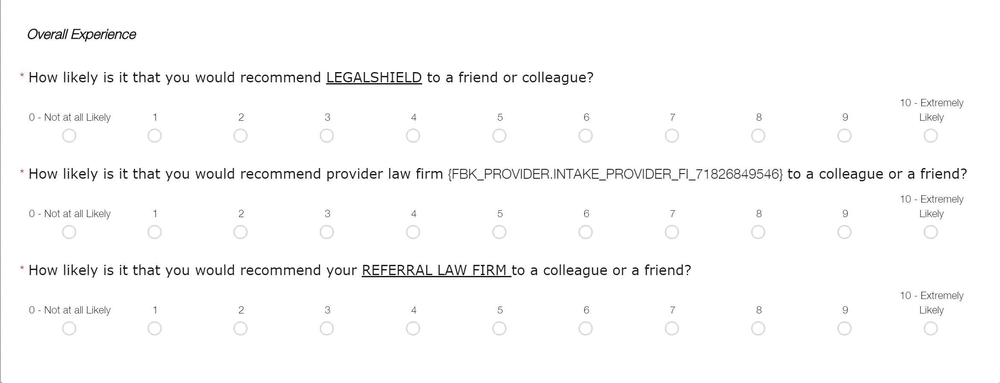 Overall Experience
* How likely is it that you would recommend LEGALSHIELD to a friend or colleague?
0 - Not at all Likely 1 2 3 4 5 6 7 8 9 10 - Extremely Likely
* How likely is it that you would recommend provider law firm {FBK_PROVIDER.INTAKE_PROVIDER_FI_71826849546} to a colleague or a friend?
0 - Not at all Likely 1 2 3 4 5 6 7 8 9 10 - Extremely Likely
* How likely is it that you would recommend your REFERRAL LAW FIRM to a colleague or a friend?
0 - Not at all Likely 1 2 3 4 5 6 7 8 9 10 - Extremely Likely